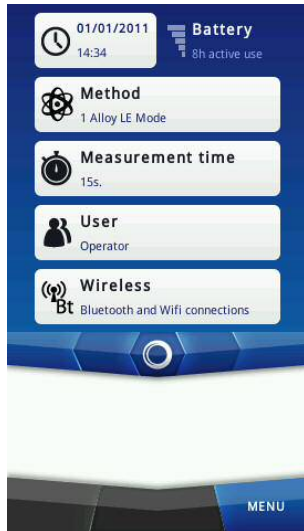 01/01/2011
14:34
Battery
8h active use
Method
1 Alloy LE Mode
Measurement time
15s.
User
Operator
Wireless
Bt
Bluetooth and Wifi connections
MENU